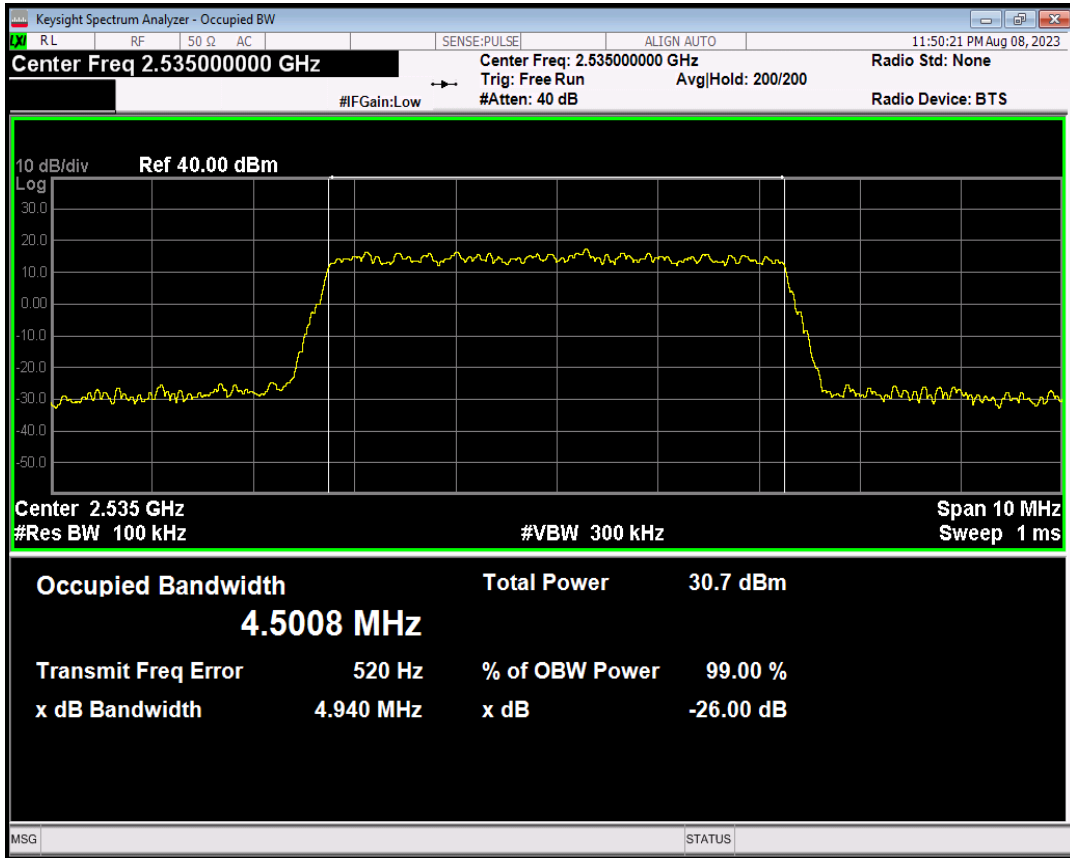 Keysight Spectrum Analyzer - Occupied BW
LXI RL RF 50 Ω AC SENSE:PULSE ALIGN AUTO 11:50:21 PM Aug 08, 2023
Center Freq 2.535000000 GHz Center Freq: 2.535000000 GHz Radio Std: None
Trig: Free Run Avg|Hold: 200/200
#IFGain:Low #Atten: 40 dB Radio Device: BTS
10 dB/div Ref 40.00 dBm
Log
30.0
20.0
10.0
0.00
-10.0
-20.0
-30.0
-40.0
-50.0
Center 2.535 GHz Span 10 MHz
#Res BW 100 kHz #VBW 300 kHz Sweep 1 ms
Occupied Bandwidth Total Power 30.7 dBm
4.5008 MHz
Transmit Freq Error 520 Hz % of OBW Power 99.00 %
x dB Bandwidth 4.940 MHz x dB -26.00 dB
MSG STATUS